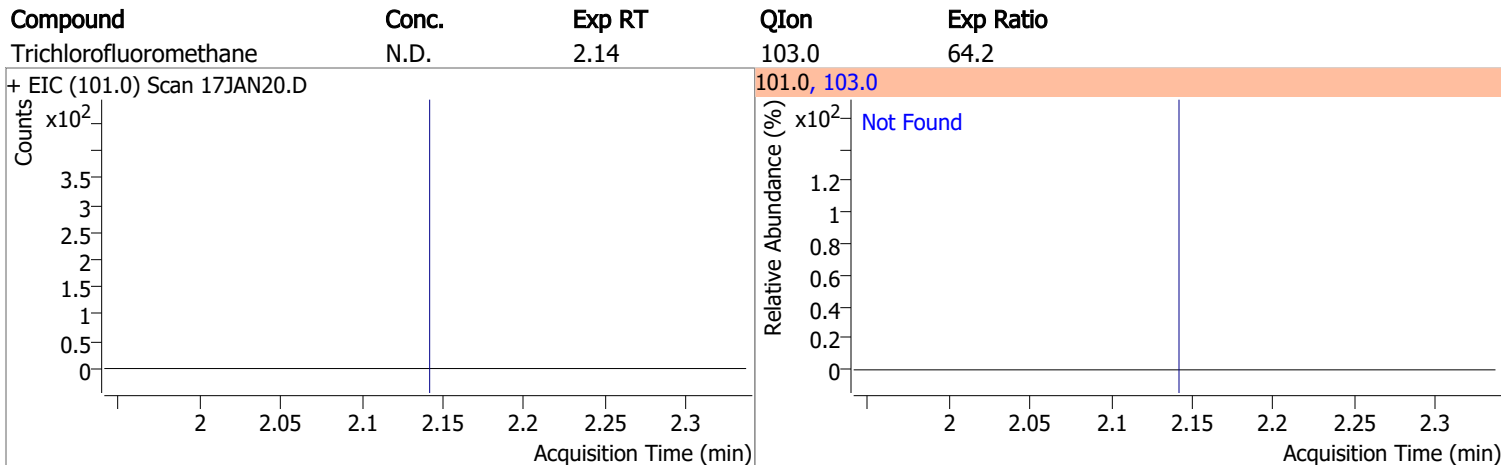 Compound Conc. Exp RT QIon Exp Ratio
Trichlorofluoromethane N.D. 2.14 103.0 64.2
+ EIC (101.0) Scan 17JAN20.D
Counts
x10²
3.5
3
2.5
2
1.5
1
0.5
0
2 2.05 2.1 2.15 2.2 2.25 2.3
Acquisition Time (min)
101.0, 103.0
Relative Abundance (%)
x10²
Not Found
1.2
1
0.8
0.6
0.4
0.2
0
2 2.05 2.1 2.15 2.2 2.25 2.3
Acquisition Time (min)